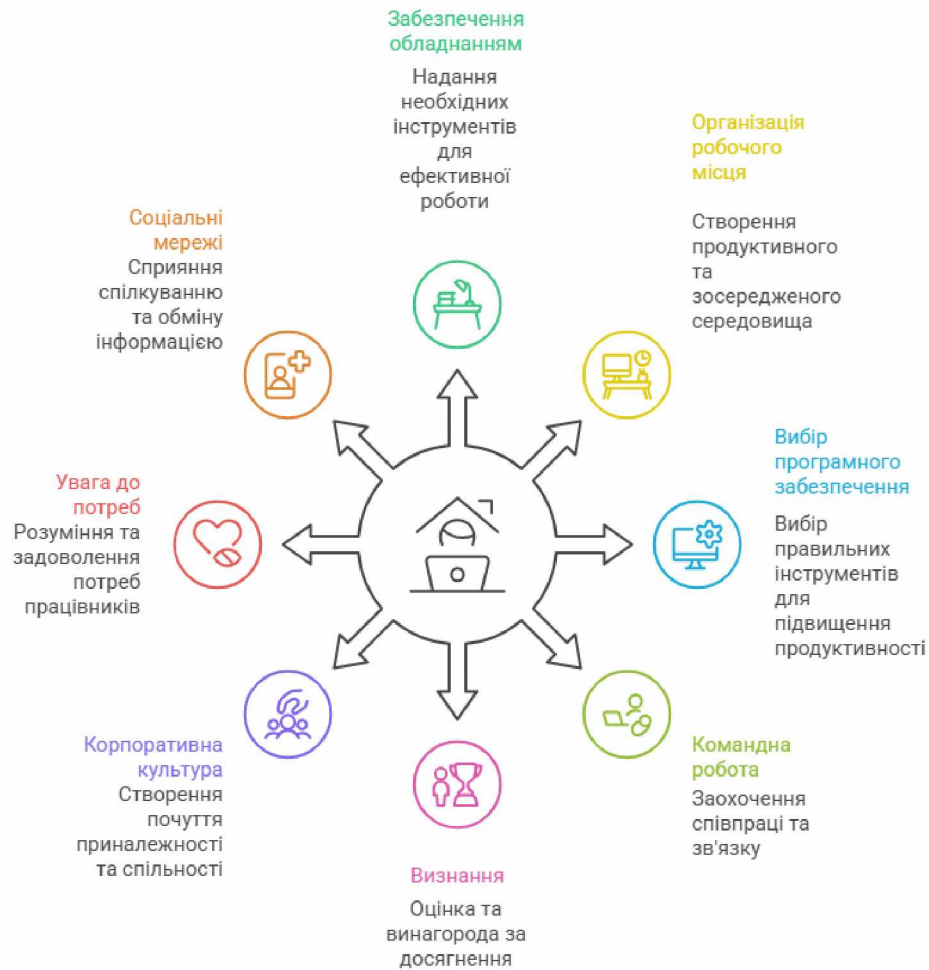 Забезпечення
обладнанням
Надання
необхідних
інструментів
для
ефективної
роботи
Організація
робочого
місця
Створення
продуктивного
та
зосередженого
середовища
Вибір
програмного
забезпечення
Вибір
правильних
інструментів
для
підвищення
продуктивності
Командна
робота
Заохочення
співпраці та
зв'язку
Визнання
Оцінка та
винагорода за
досягнення
Корпоративна
культура
Створення
почуття
приналежності
та спільності
Увага до
потреб
Розуміння та
задоволення
потреб
працівників
Соціальні
мережі
Сприяння
спілкуванню
та обміну
інформацією